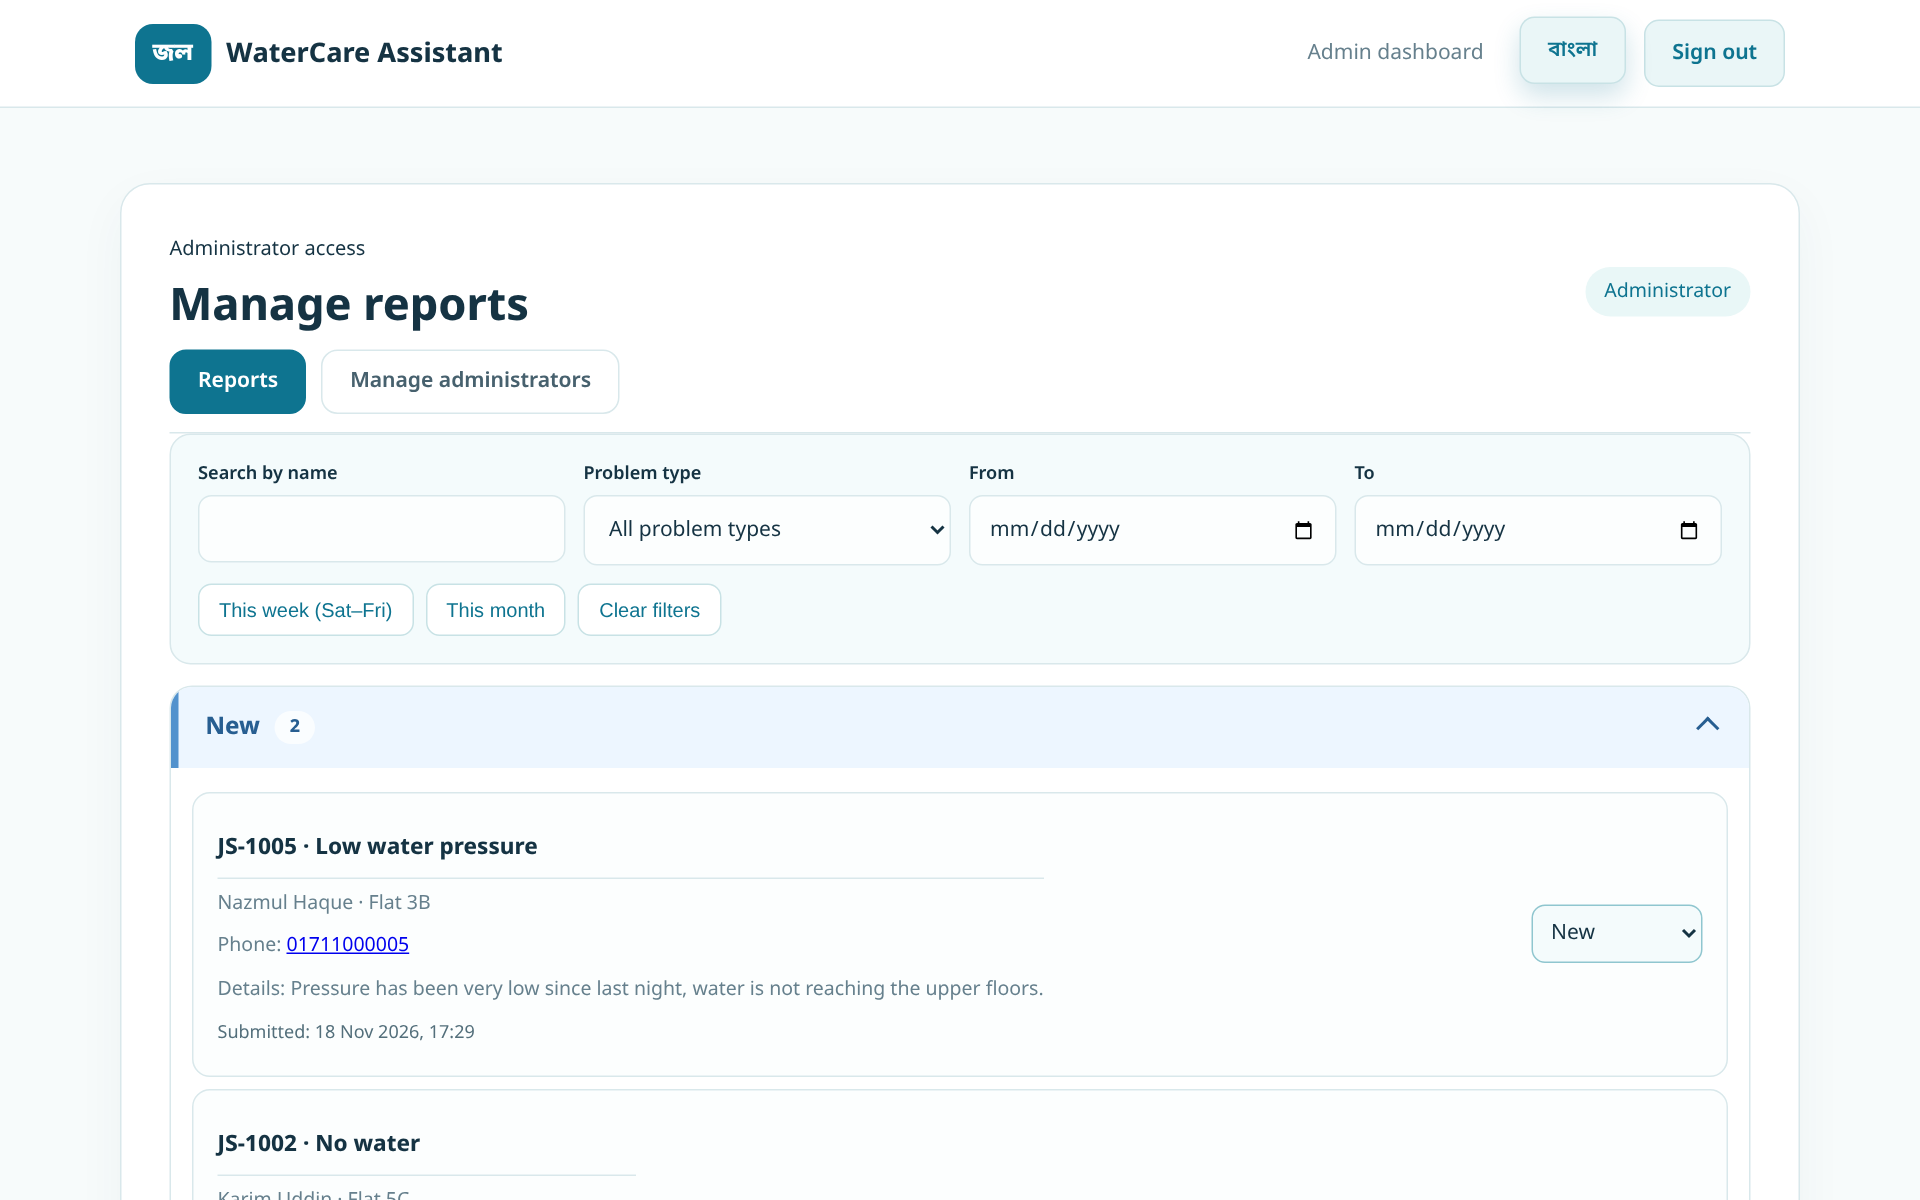 জল WaterCare Assistant
Admin dashboard
বাংলা
Sign out
Administrator access
Manage reports
Administrator
Reports
Manage administrators
Search by name
Problem type
From
To
All problem types
mm/dd/yyyy
mm/dd/yyyy
This week (Sat–Fri)
This month
Clear filters
New 2
JS-1005 · Low water pressure
Nazmul Haque · Flat 3B
Phone: 01711000005
Details: Pressure has been very low since last night, water is not reaching the upper floors.
Submitted: 18 Nov 2026, 17:29
New
JS-1002 · No water
Karim Uddin · Flat 5C